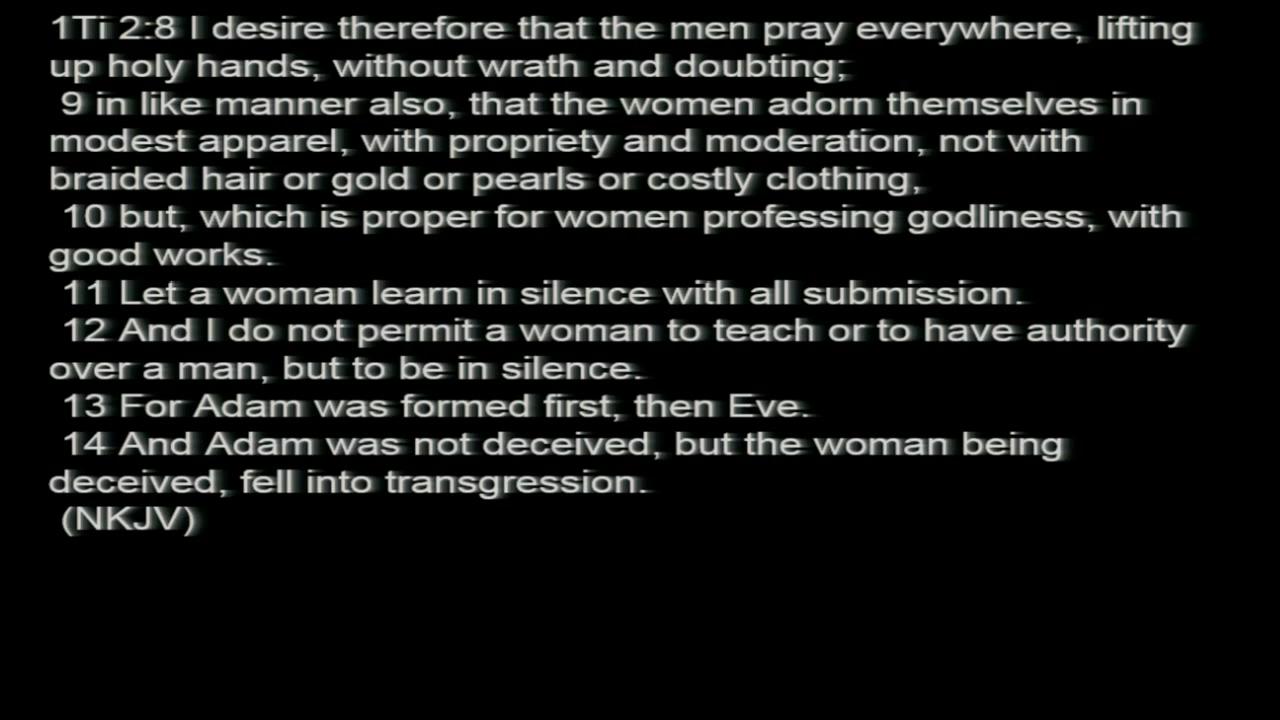 1Ti 2:8 I desire therefore that the men pray everywhere, lifting
up holy hands, without wrath and doubting;
9 in like manner also, that the women adorn themselves in
modest apparel, with propriety and moderation, not with
braided hair or gold or pearls or costly clothing,
10 but, which is proper for women professing godliness, with
good works.
11 Let a woman learn in silence with all submission.
12 And I do not permit a woman to teach or to have authority
over a man, but to be in silence.
13 For Adam was formed first, then Eve.
14 And Adam was not deceived, but the woman being
deceived, fell into transgression.
(NKJV)